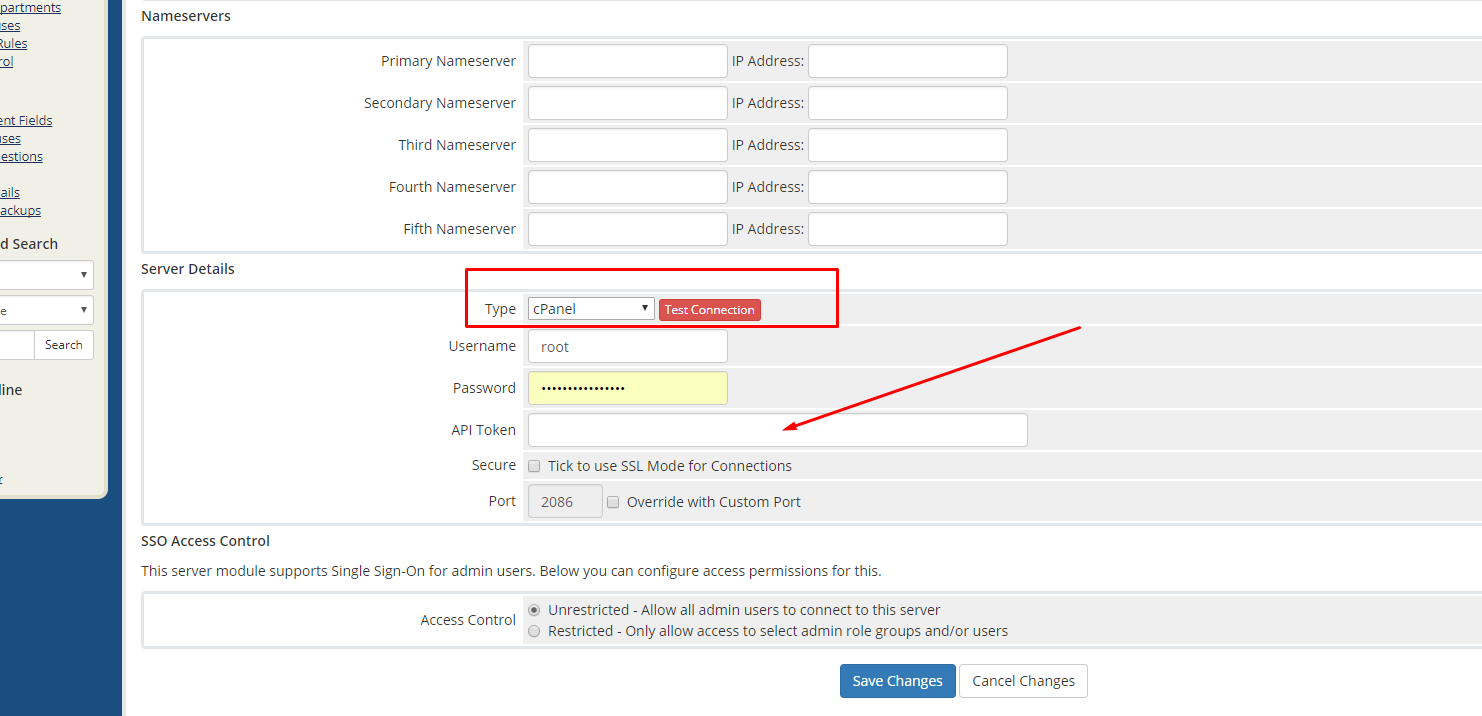 partments
ses
Rules
rol
ent Fields
uses
estions
ails
ackups
d Search
e
Search
line
r
Nameservers
Primary Nameserver IP Address:
Secondary Nameserver IP Address:
Third Nameserver IP Address:
Fourth Nameserver IP Address:
Fifth Nameserver IP Address:
Server Details
Type cPanel Test Connection
Username root
Password ••••••••••••••••
API Token
Secure Tick to use SSL Mode for Connections
Port 2086 Override with Custom Port
SSO Access Control
This server module supports Single Sign-On for admin users. Below you can configure access permissions for this.
Access Control Unrestricted - Allow all admin users to connect to this server
Restricted - Only allow access to select admin role groups and/or users
Save Changes Cancel Changes